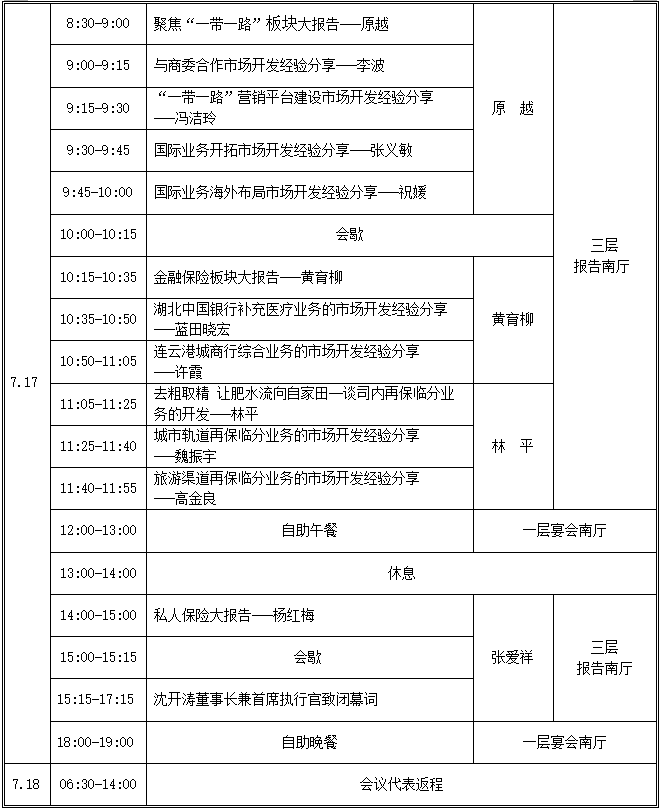 7.17
8:30-9:00
聚焦“一带一路”板块大报告——原越
9:00-9:15
与商委合作市场开发经验分享——李波
9:15-9:30
“一带一路”营销平台建设市场开发经验分享
——冯洁玲
9:30-9:45
国际业务开拓市场开发经验分享——张义敏
9:45-10:00
国际业务海外布局市场开发经验分享——祝媛
原 越
10:00-10:15
会歇
三层
报告南厅
10:15-10:35
金融保险板块大报告——黄育柳
10:35-10:50
湖北中国银行补充医疗业务的市场开发经验分享
——蓝田晓宏
10:50-11:05
连云港城商行综合业务的市场开发经验分享
——许霞
黄育柳
11:05-11:25
去粗取精 让肥水流向自家田—谈司内再保临分业
务的开发——林平
11:25-11:40
城市轨道再保临分业务的市场开发经验分享
——魏振宇
11:40-11:55
旅游渠道再保临分业务的市场开发经验分享
——高金良
林 平
12:00-13:00
自助午餐
一层宴会南厅
13:00-14:00
休息
14:00-15:00
私人保险大报告——杨红梅
15:00-15:15
会歇
15:15-17:15
沈开涛董事长兼首席执行官致闭幕词
张爱祥
三层
报告南厅
18:00-19:00
自助晚餐
一层宴会南厅
7.18
06:30-14:00
会议代表返程